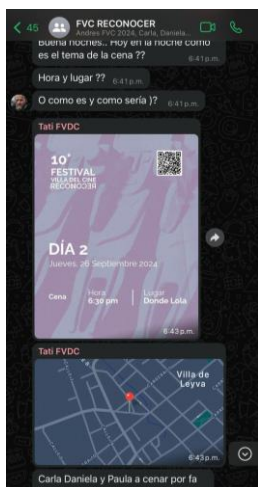 45
FVC RECONOCER
Andres FVC 2024, Carla, Daniela...
Buena noches.. Hoy en la noche como
es el tema de la cena ??
6:41 p.m.
Hora y lugar ?? 6:41 p.m.
O como es y como sería )? 6:41 p.m.
Tati FVDC
10°
FESTIVAL
VILLA DEL CINE
RECONOCER
DÍA 2
Jueves, 26 Septiembre 2024
Cena
Hora
6:30 pm
Lugar
Donde Lola
6:43 p.m.
Tati FVDC
Villa de
Leyva
6:43 p.m.
Carla Daniela y Paula a cenar por fa